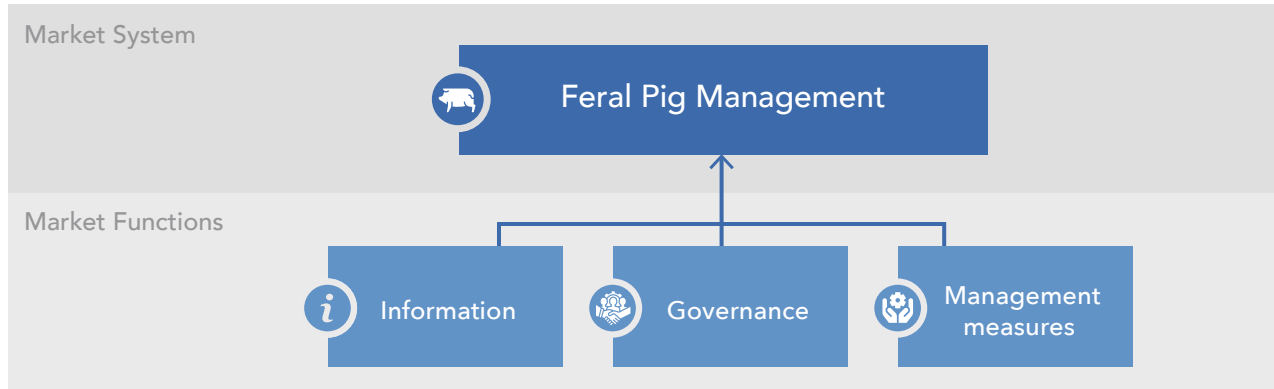 Market System
Feral Pig Management
Market Functions
Information
Governance
Management
measures